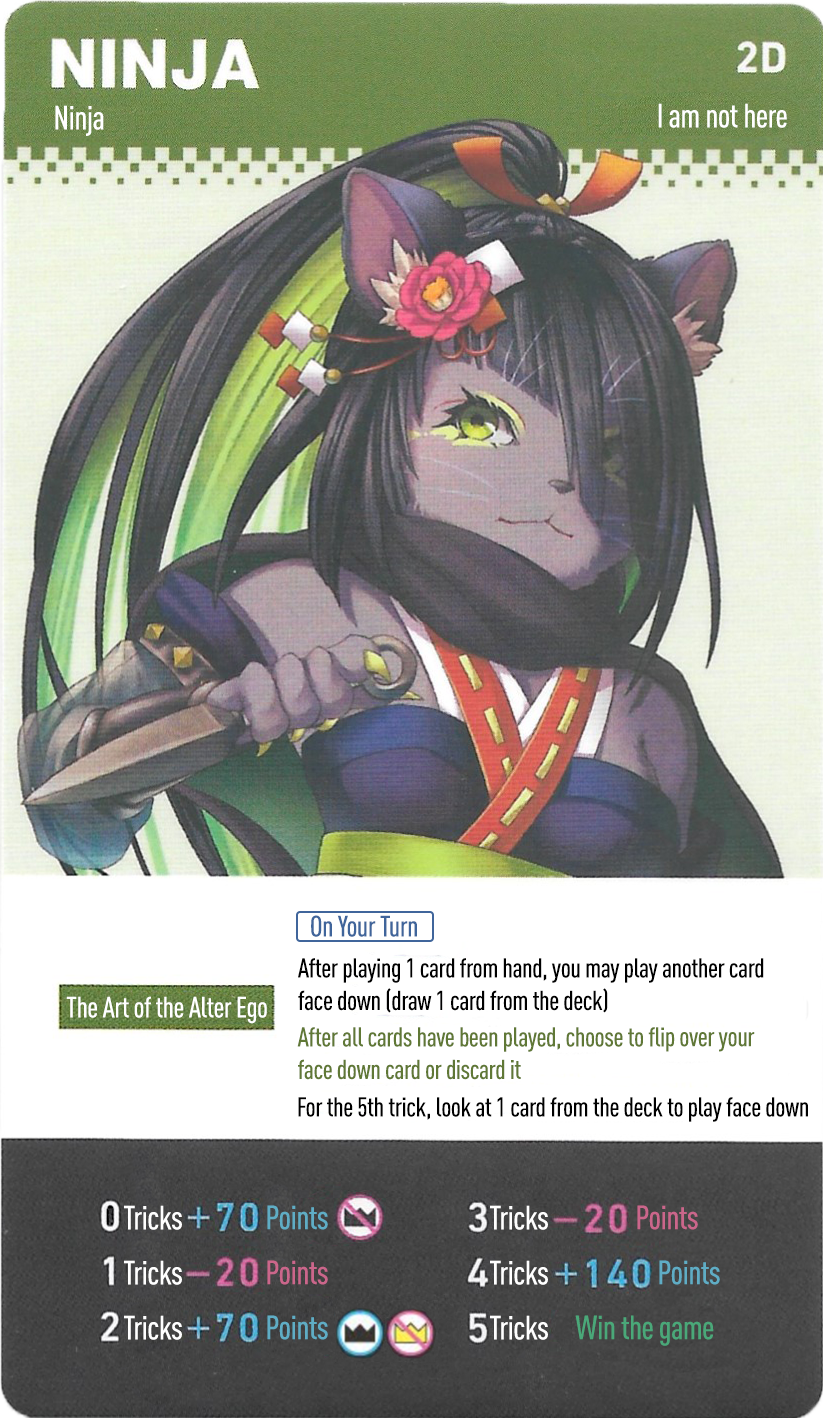 NINJA
2D
Ninja
I am not here
On Your Turn
After playing 1 card from hand, you may play another card
face down (draw 1 card from the deck)
The Art of the Alter Ego
After all cards have been played, choose to flip over your
face down card or discard it
For the 5th trick, look at 1 card from the deck to play face down
0 Tricks +70 Points
1 Tricks −20 Points
2 Tricks +70 Points
3 Tricks −20 Points
4 Tricks +140 Points
5 Tricks Win the game